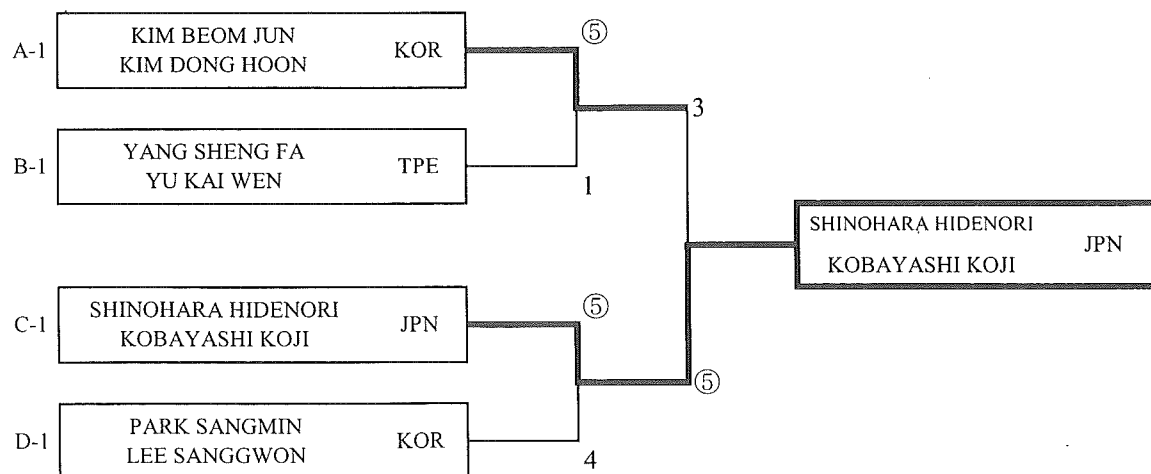 ⑤
A-1 KIM BEOM JUN KOR
KIM DONG HOON
3
B-1 YANG SHENG FA TPE
YU KAI WEN
1
SHINOHARA HIDENORI JPN
KOBAYASHI KOJI
C-1 SHINOHARA HIDENORI JPN
KOBAYASHI KOJI
⑤
⑤
D-1 PARK SANGMIN KOR
LEE SANGGWON
4